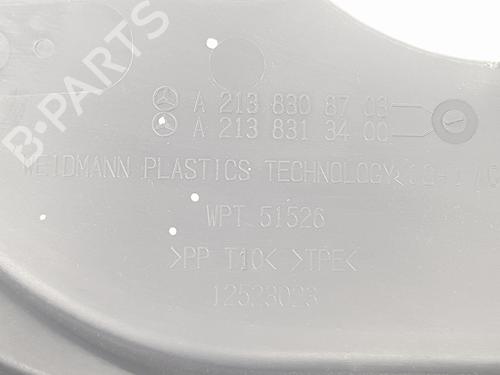 A 213 830 87 03
A 213 831 34 00
WEIDMANN PLASTICS TECHNOLOGY
WPT 51526
>PP T10< >TPE<
12523023
B-PARTS